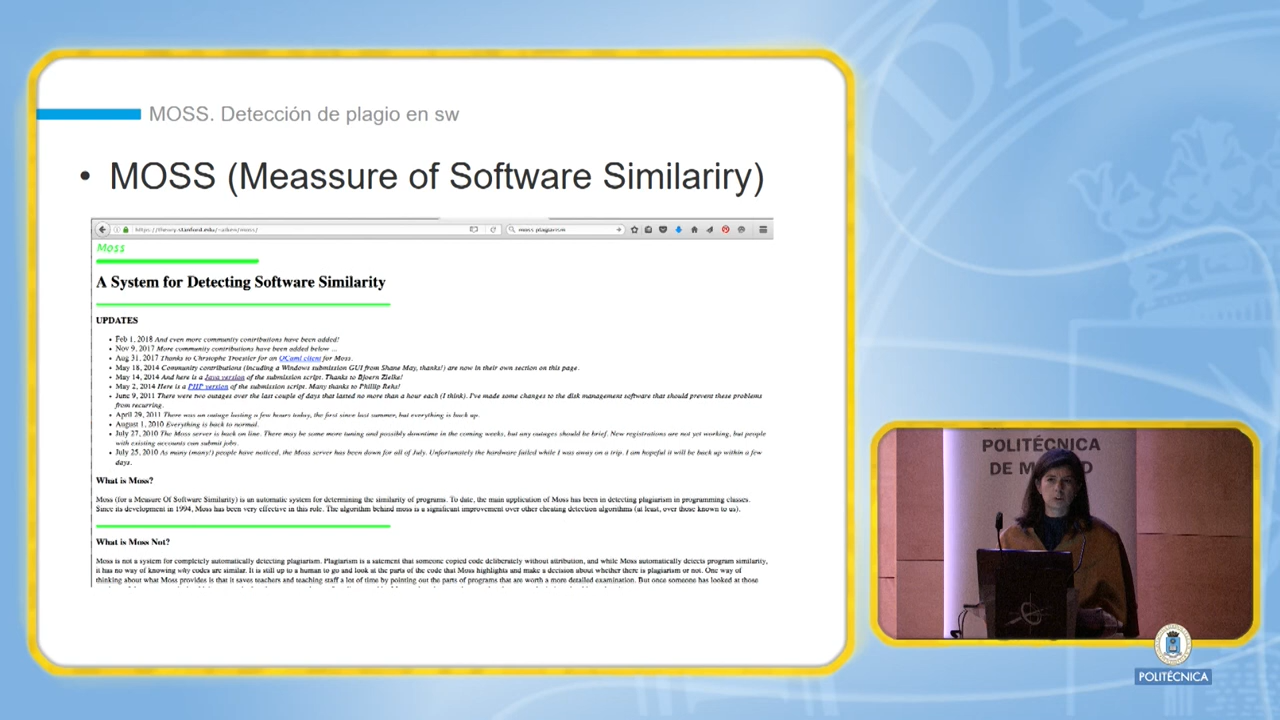 MOSS. Detección de plagio en sw
• MOSS (Meassure of Software Similariry)
https://theory.stanford.edu/~aiken/moss/
moss plagiarism
Moss
A System for Detecting Software Similarity
UPDATES
• Feb 1, 2018 And even more community contributions have been added!
• Nov 9, 2017 More community contributions have been added below ...
• Aug 31, 2017 Thanks to Christophe Troestler for an OCaml client for Moss.
• May 18, 2014 Community contributions (incuding a Windows submission GUI from Shane May, thanks!) are now in their own section on this page.
• May 14, 2014 And here is a Java version of the submission script. Thanks to Bjoern Zielke!
• May 2, 2014 Here is a PHP version of the submission script. Many thanks to Phillip Rehs!
• June 9, 2011 There were two outages over the last couple of days that lasted no more than a hour each (I think). I've made some changes to the disk management software that should prevent these problems
from recurring.
• April 29, 2011 There was an outage lasting a few hours today, the first since last summer, but everything is back up.
• August 1, 2010 Everything is back to normal.
• July 27, 2010 The Moss server is back on line. There may be some more tuning and possibly downtime in the coming weeks, but any outages should be brief. New registrations are not yet working, but people
with existing accounts can submit jobs.
• July 25, 2010 As many (many!) people have noticed, the Moss server has been down for all of July. Unfortunately the hardware failed while I was away on a trip. I am hopeful it will be back up within a few
days.
What is Moss?
Moss (for a Measure Of Software Similarity) is an automatic system for determining the similarity of programs. To date, the main application of Moss has been in detecting plagiarism in programming classes.
Since its development in 1994, Moss has been very effective in this role. The algorithm behind moss is a significant improvement over other cheating detection algorithms (at least, over those known to us).
What is Moss Not?
Moss is not a system for completely automatically detecting plagiarism. Plagiarism is a statement that someone copied code deliberately without attribution, and while Moss automatically detects program similarity,
it has no way of knowing why codes are similar. It is still up to a human to go and look at the parts of the code that Moss highlights and make a decision about whether there is plagiarism or not. One way of
thinking about what Moss provides is that it saves teachers and teaching staff a lot of time by pointing out the parts of programs that are worth a more detailed examination. But once someone has looked at those
POLITÉCNICA
DE M D
POLITÉCNICA